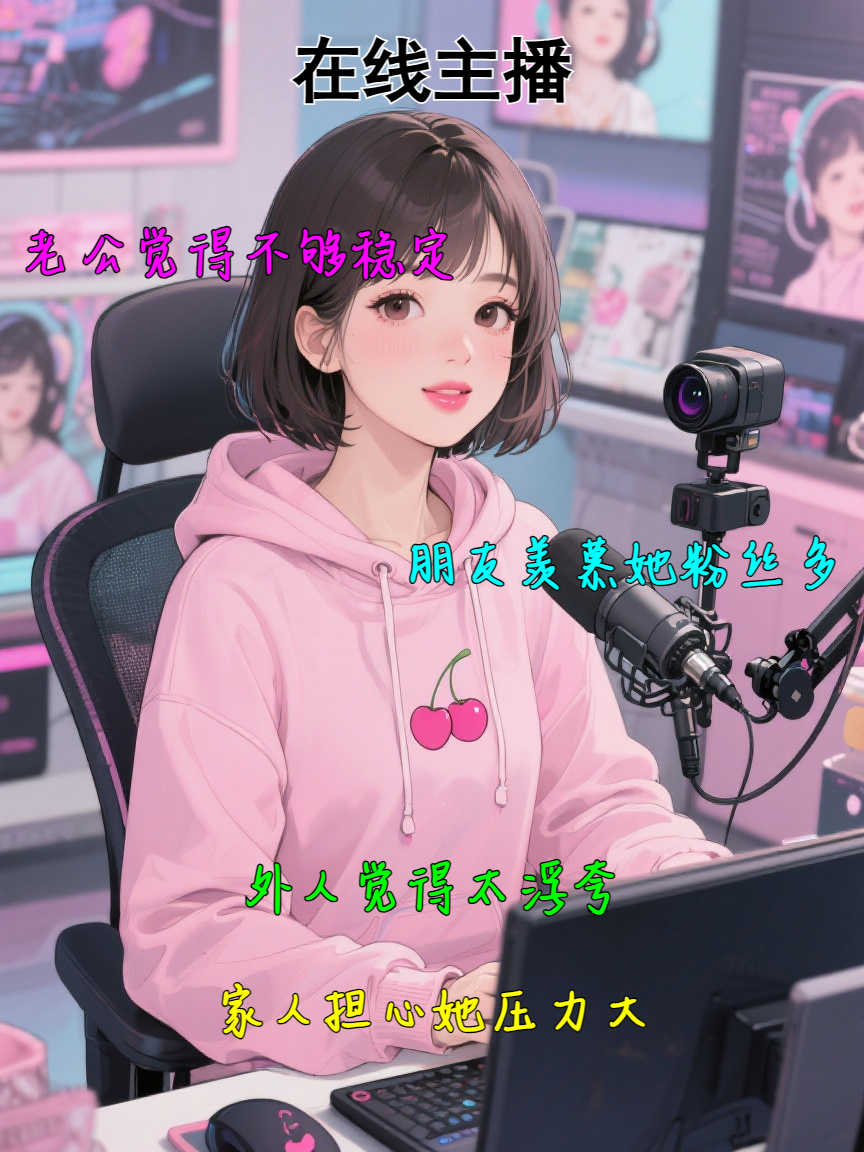 在线主播
老公觉得不够稳定
朋友羡慕她粉丝多
外人觉得太浮夸
家人担心她压力大